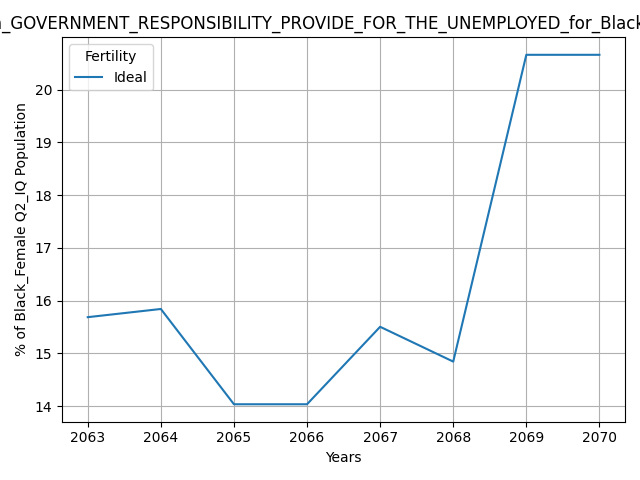 _GOVERNMENT_RESPONSIBILITY_PROVIDE_FOR_THE_UNEMPLOYED_for_Black
Fertility
Ideal
% of Black_Female Q2_IQ Population
20
19
18
17
16
15
14
2063 2064 2065 2066 2067 2068 2069 2070
Years